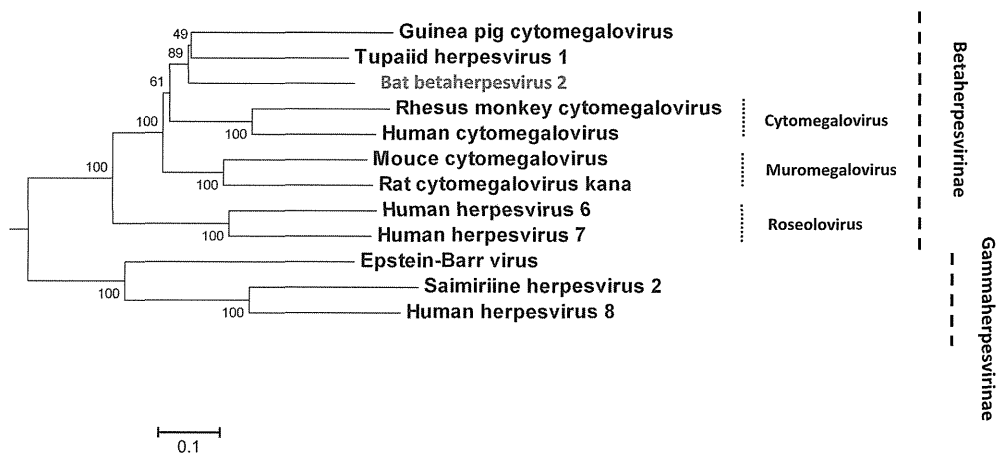 Guinea pig cytomegalovirus
Tupaiid herpesvirus 1
Bat betaherpesvirus 2
Rhesus monkey cytomegalovirus
Human cytomegalovirus
Mouce cytomegalovirus
Rat cytomegalovirus kana
Human herpesvirus 6
Human herpesvirus 7
Epstein-Barr virus
Saimiriine herpesvirus 2
Human herpesvirus 8
49
89
61
100
100
100
100
100
100
100
Cytomegalovirus
Muromegalovirus
Roseolovirus
Betaherpesvirinae
Gammaherpesvirinae
0.1